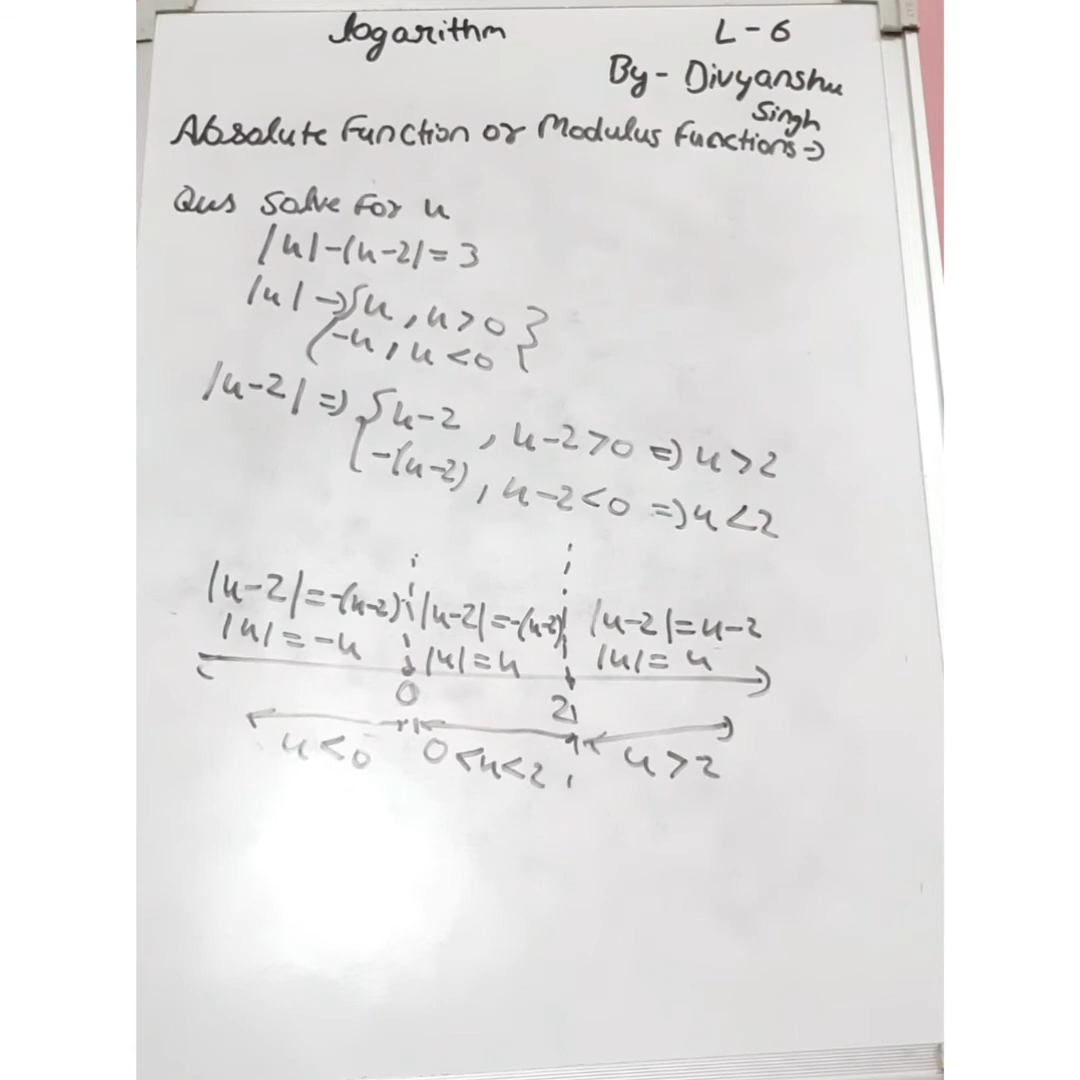 logarithm L-6
By- Divyanshu
Singh
Absolute Function or Modulus Functions→
Qus Solve for u
|u|-|u-2|=3
|u| → {u, u>0}
{-u, u<0}
|u-2| ⇒ {u-2, u-2>0 ⇒ u>2
{-(u-2), u-2<0 ⇒ u<2
|u-2|=-(u-2) |u-2|=-(u-2) |u-2|=u-2
|u|=-u |u|=u |u|=u
0 2
u<0 0<u<2 u>2